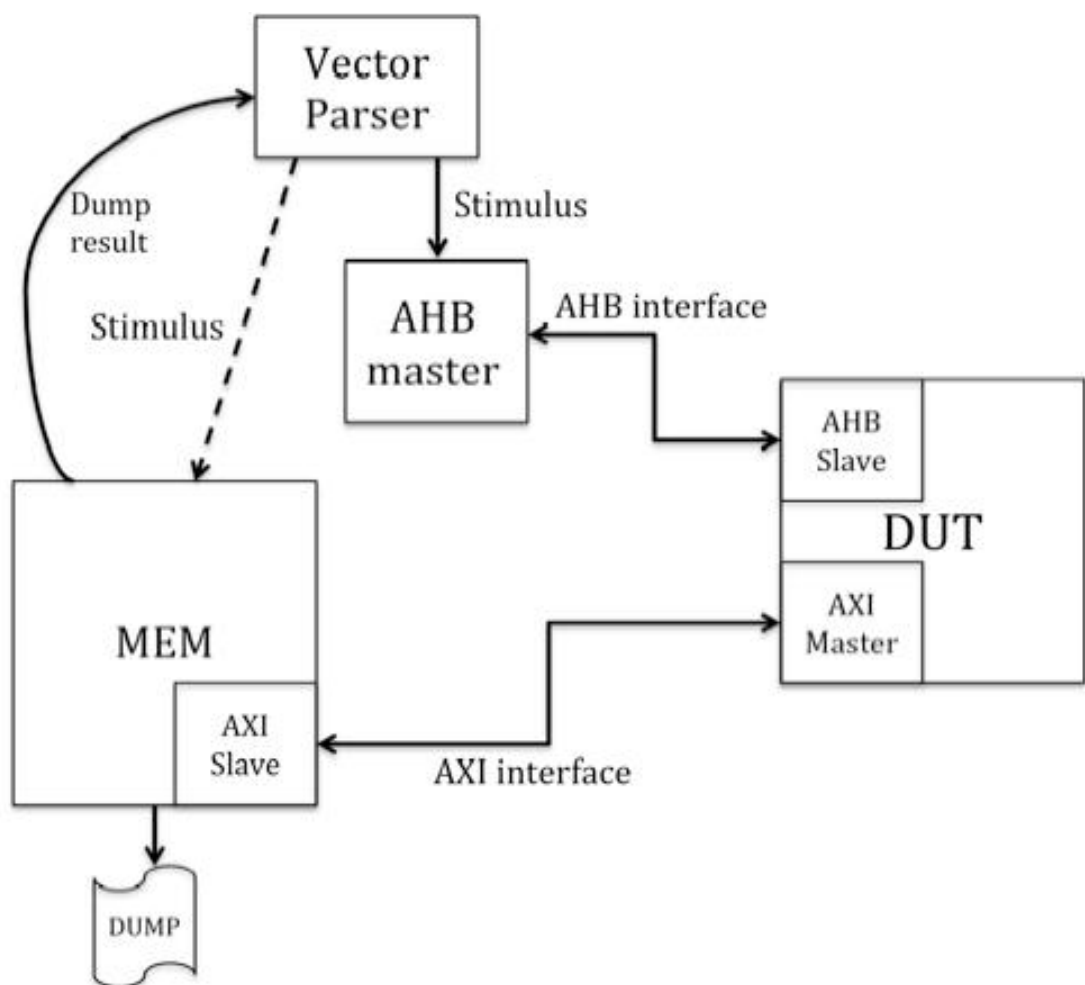 Vector
Parser
Dump
result
Stimulus
Stimulus
AHB
master
AHB interface
AHB
Slave
DUT
AXI
Master
MEM
AXI
Slave
AXI interface
DUMP